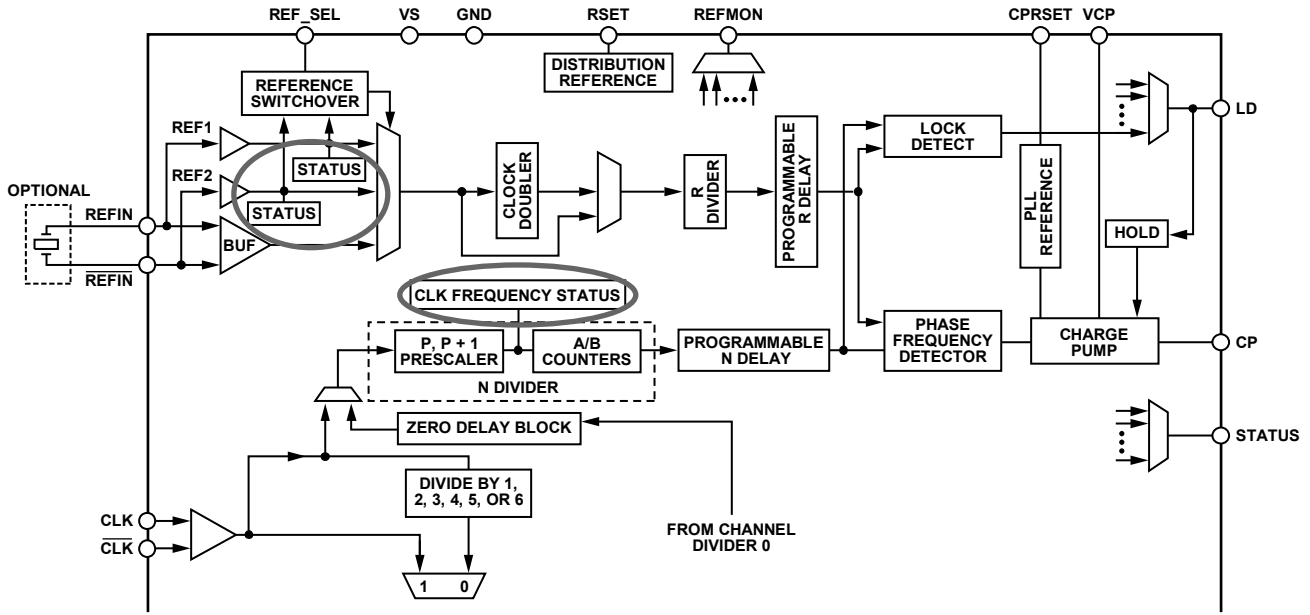 REF_SEL VS GND RSET REFMON CPRSET VCP
DISTRIBUTION
REFERENCE
REFERENCE
SWITCHOVER
REF1
STATUS
REF2
STATUS
OPTIONAL
REFIN
BUF
REFIN
CLOCK
DOUBLER
R
DIVIDER
PROGRAMMABLE
R DELAY
LOCK
DETECT
LD
PLL
REFERENCE
HOLD
CLK FREQUENCY STATUS
P, P + 1
PRESCALER
A/B
COUNTERS
N DIVIDER
PROGRAMMABLE
N DELAY
PHASE
FREQUENCY
DETECTOR
CHARGE
PUMP
CP
ZERO DELAY BLOCK
STATUS
DIVIDE BY 1,
2, 3, 4, 5, OR 6
FROM CHANNEL
DIVIDER 0
CLK
CLK
1 0